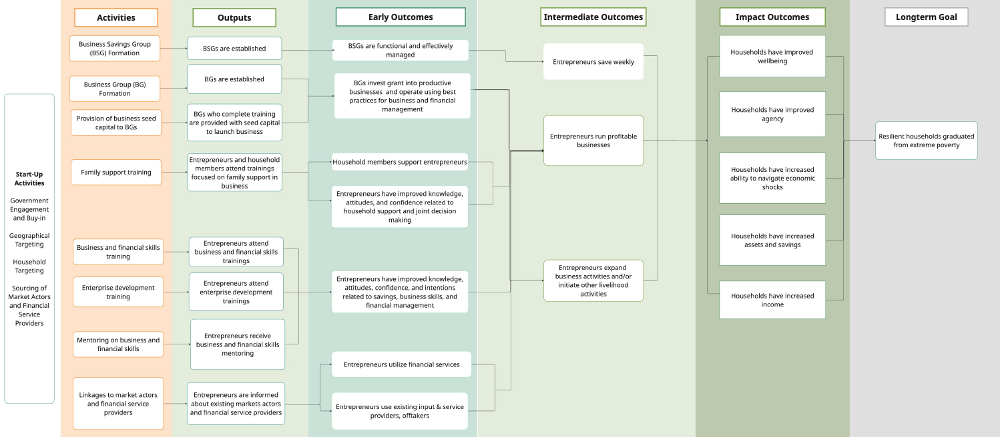 Activities
Outputs
Early Outcomes
Intermediate Outcomes
Impact Outcomes
Longterm Goal
Start-Up
Activities
Government
Engagement
and Buy-in
Geographical
Targeting
Household
Targeting
Sourcing of
Market Actors
and Financial
Service
Providers
Business Savings Group
(BSG) Formation
Business Group (BG)
Formation
Provision of business seed
capital to BGs
Family support training
Business and financial skills
training
Enterprise development
training
Mentoring on business and
financial skills
Linkages to market actors
and financial service
providers
BSGs are established
BGs are established
BGs who complete training
are provided with seed capital
to launch business
Entrepreneurs and household
members attend trainings
focused on family support in
business
Entrepreneurs attend
business and financial skills
trainings
Entrepreneurs attend
enterprise development
trainings
Entrepreneurs receive
business and financial skills
mentoring
Entrepreneurs are informed
about existing markets actors
and financial service providers
BSGs are functional and effectively
managed
BGs invest grant into productive
businesses and operate using best
practices for business and financial
management
Household members support entrepreneurs
Entrepreneurs have improved knowledge,
attitudes, and confidence related to
household support and joint decision
making
Entrepreneurs have improved knowledge,
attitudes, confidence, and intentions
related to savings, business skills, and
financial management
Entrepreneurs utilize financial services
Entrepreneurs use existing input & service
providers, offtakers
Entrepreneurs save weekly
Entrepreneurs run profitable
businesses
Entrepreneurs expand
business activities and/or
initiate other livelihood
activities
Households have improved
wellbeing
Households have improved
agency
Households have increased
ability to navigate economic
shocks
Households have increased
assets and savings
Households have increased
income
Resilient households graduated
from extreme poverty